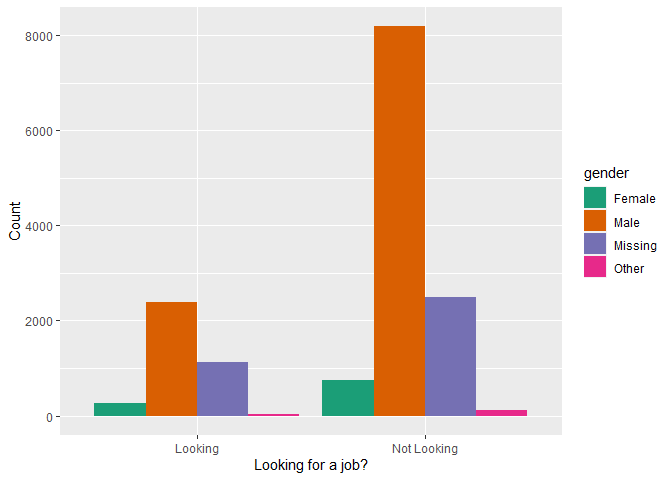 8000
6000
4000
2000
0
Count
Looking
Not Looking
Looking for a job?
gender
Female
Male
Missing
Other